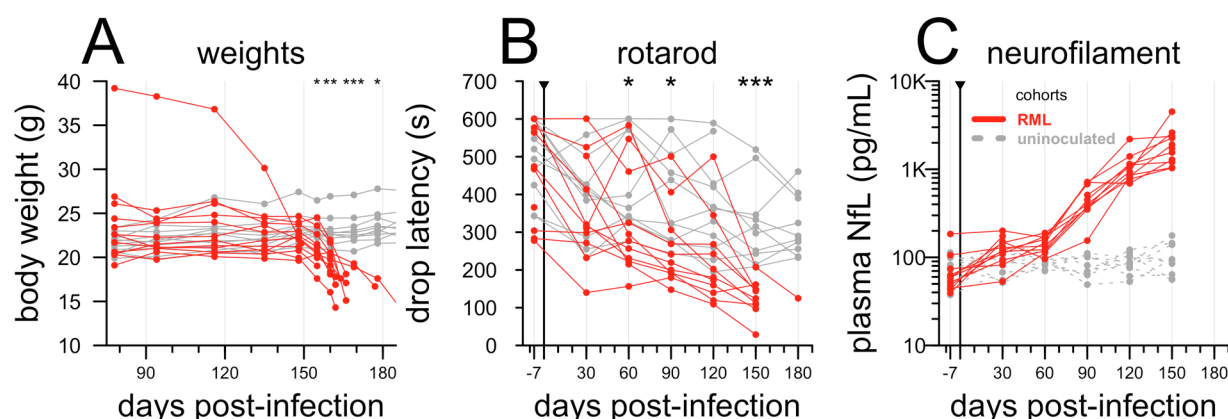 A
weights
* *** *** *
body weight (g)
40
35
30
25
20
15
10
90
120
150
180
days post-infection
B
rotarod
* * ***
drop latency (s)
700
600
500
400
300
200
100
0
-7
30
60
90
120
150
180
days post-infection
C
neurofilament
cohorts
RML
uninoculated
plasma NfL (pg/mL)
10K
1K
100
10
-7
30
60
90
120
150
180
days post-infection